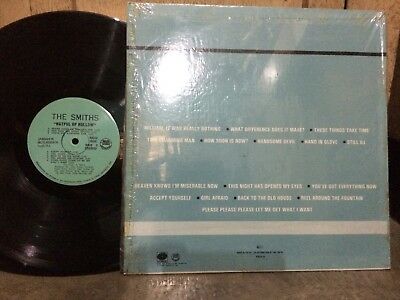 THE SMITHS
"HATFUL OF HOLLOW"
WILLIAM, IT WAS REALLY NOTHING • WHAT DIFFERENCE DOES IT MAKE? • THESE THINGS TAKE TIME
THIS CHARMING MAN • HOW SOON IS NOW? • HANDSOME DEVIL • HAND IN GLOVE • STILL ILL
HEAVEN KNOWS I'M MISERABLE NOW • THIS NIGHT HAS OPENED MY EYES • YOU'VE GOT EVERYTHING NOW
ACCEPT YOURSELF • GIRL AFRAID • BACK TO THE OLD HOUSE • REEL AROUND THE FOUNTAIN
PLEASE PLEASE PLEASE LET ME GET WHAT I WANT